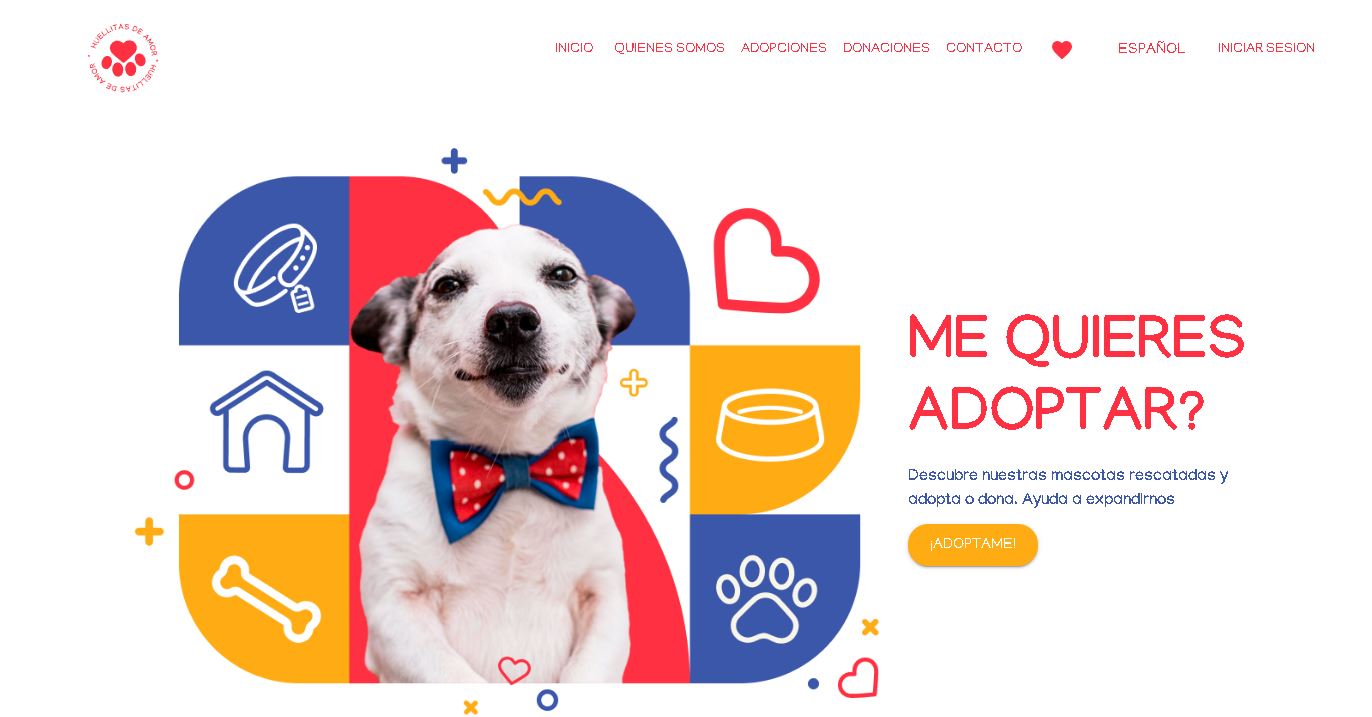 HUELLITAS DE AMOR · HUELLITAS DE AMOR ·
INICIO QUIENES SOMOS ADOPCIONES DONACIONES CONTACTO ESPAÑOL INICIAR SESION
ME QUIERES
ADOPTAR?
Descubre nuestras mascotas rescatadas y
adopta o dona. Ayuda a expandirnos
¡ADOPTAME!